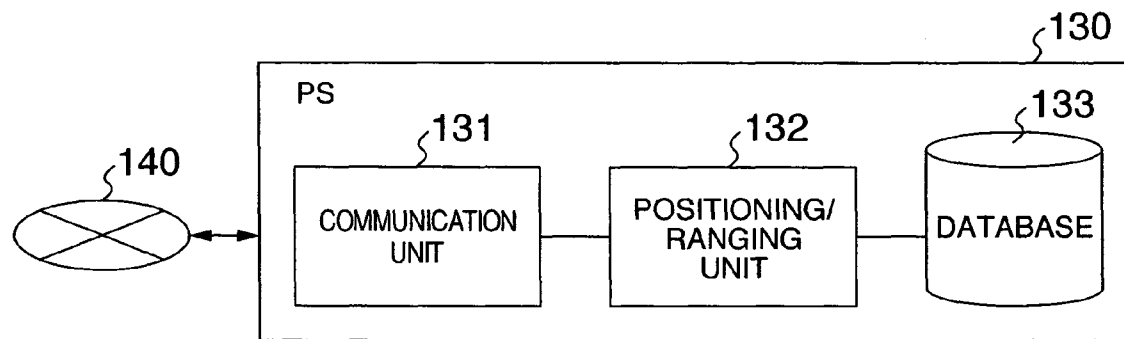 130
PS
131
132
133
140
COMMUNICATION
UNIT
POSITIONING/
RANGING
UNIT
DATABASE